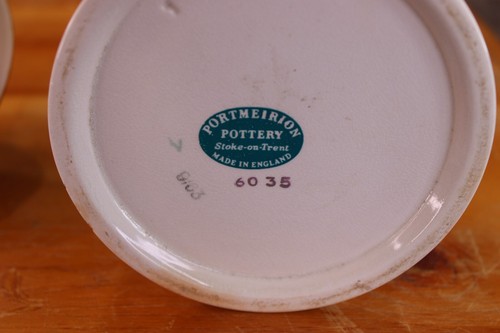 PORTMEIRION
POTTERY
Stoke-on-Trent
MADE IN ENGLAND
6035